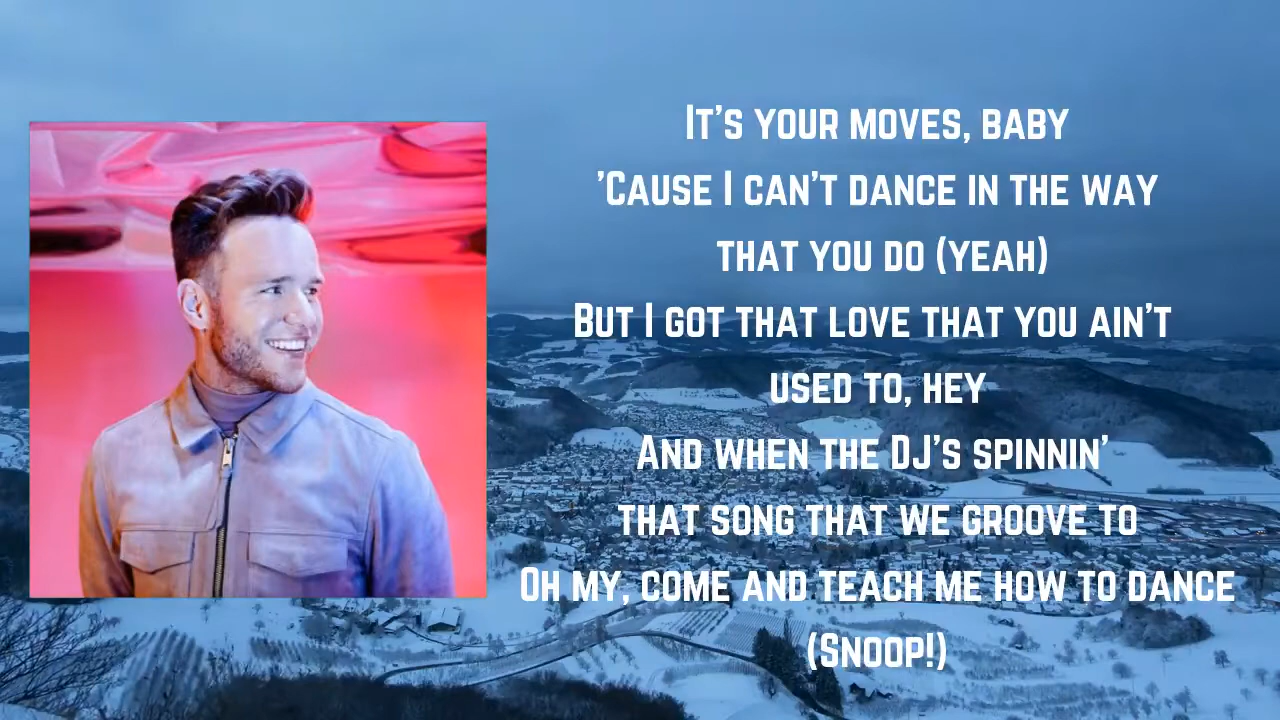 It's your moves, baby
'Cause I can't dance in the way
that you do (yeah)
But I got that love that you ain't
used to, hey
And when the DJ's spinnin'
that song that we groove to
Oh my, come and teach me how to dance
(Snoop!)